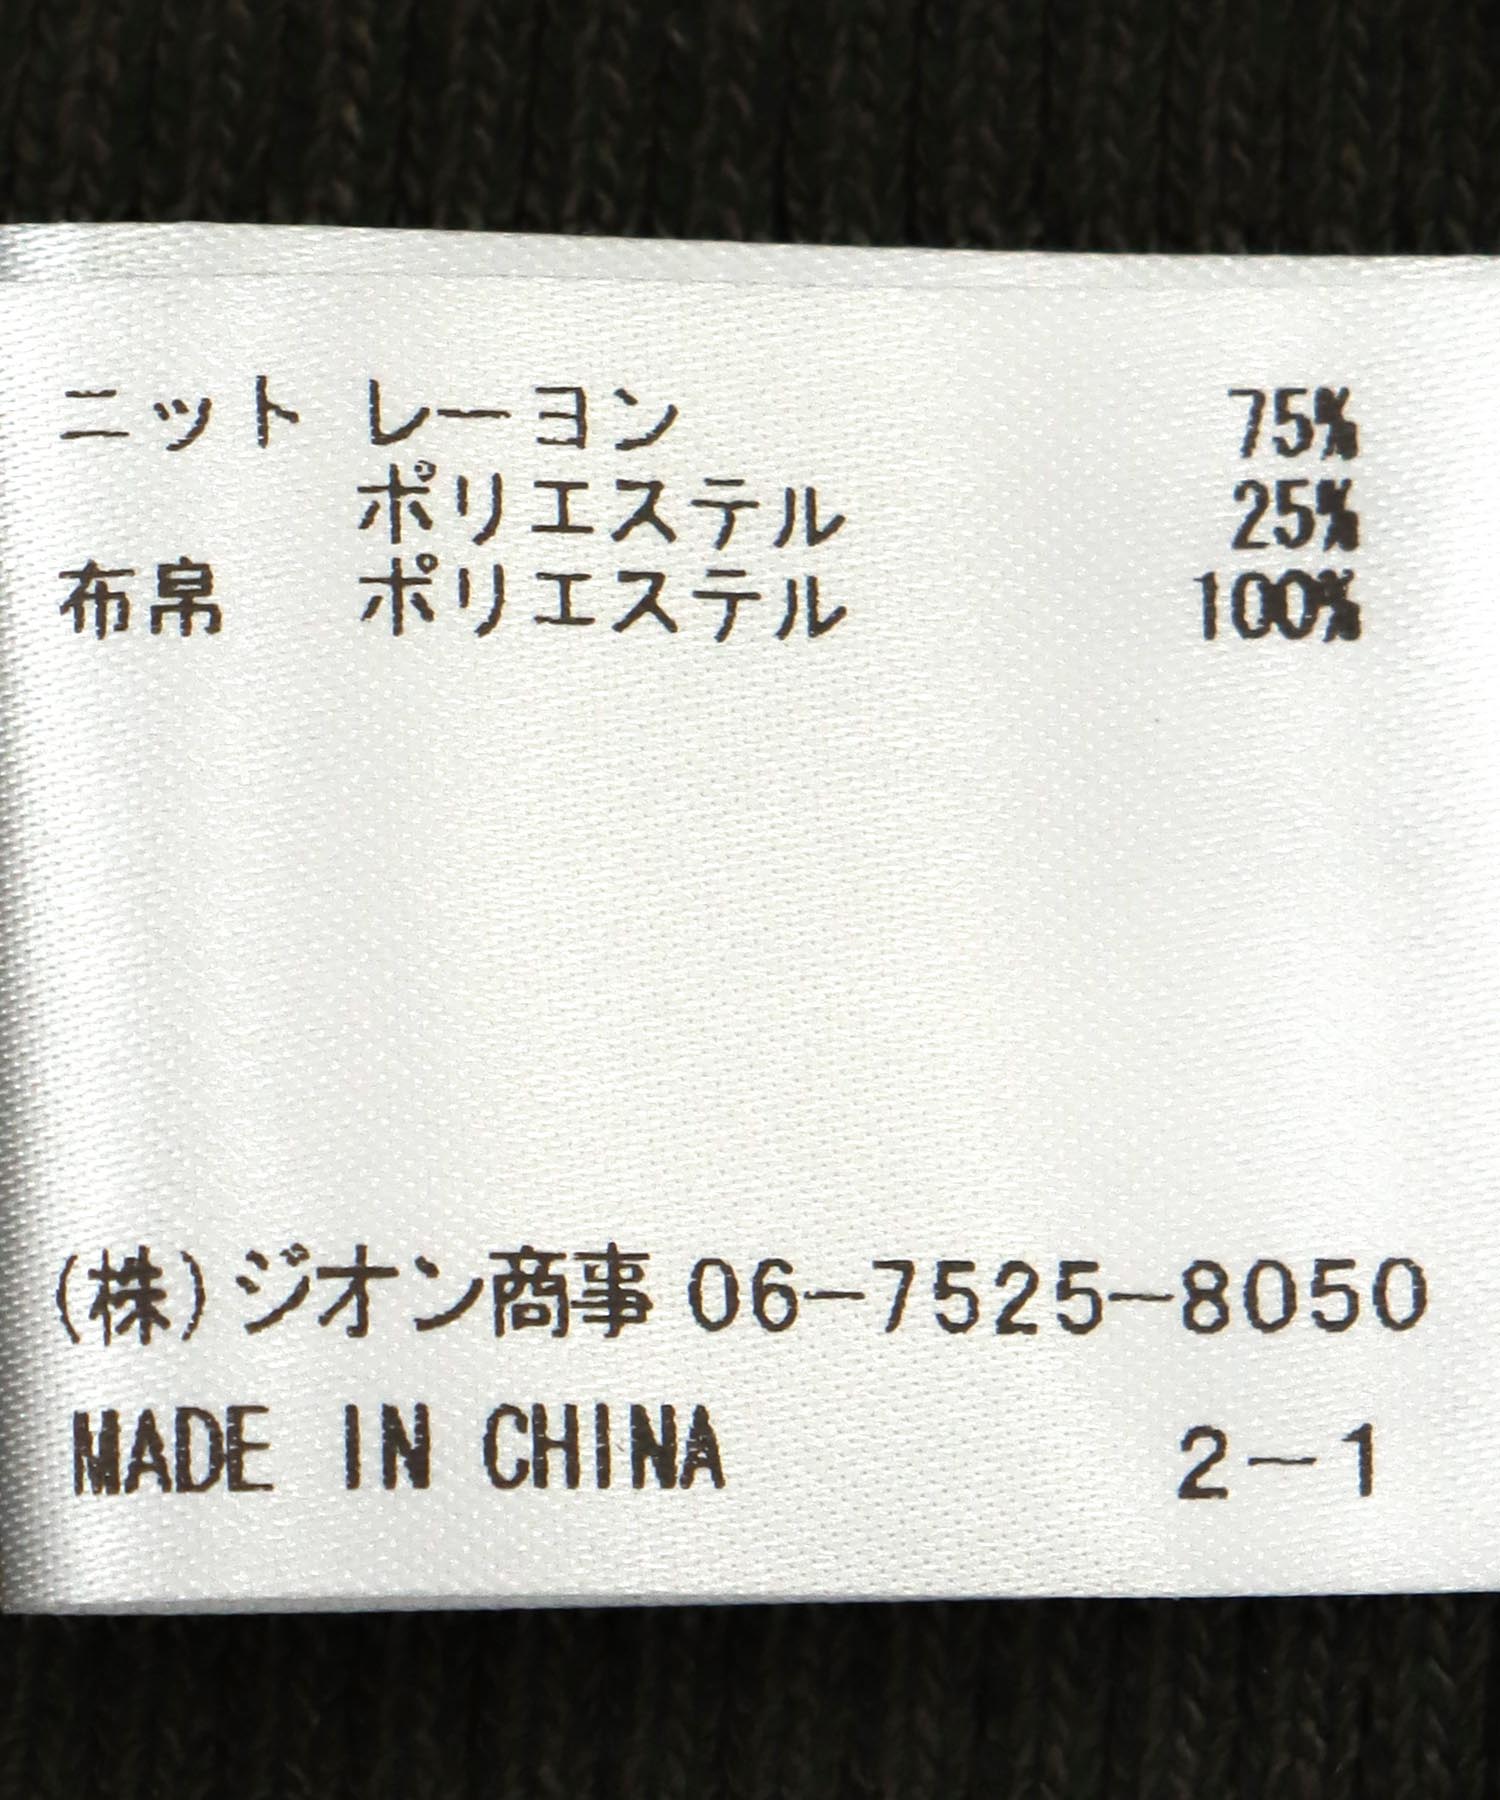 ニット レーヨン 75%
ポリエステル 25%
布帛 ポリエステル 100%
(株)ジオン商事 06-7525-8050
MADE IN CHINA 2-1